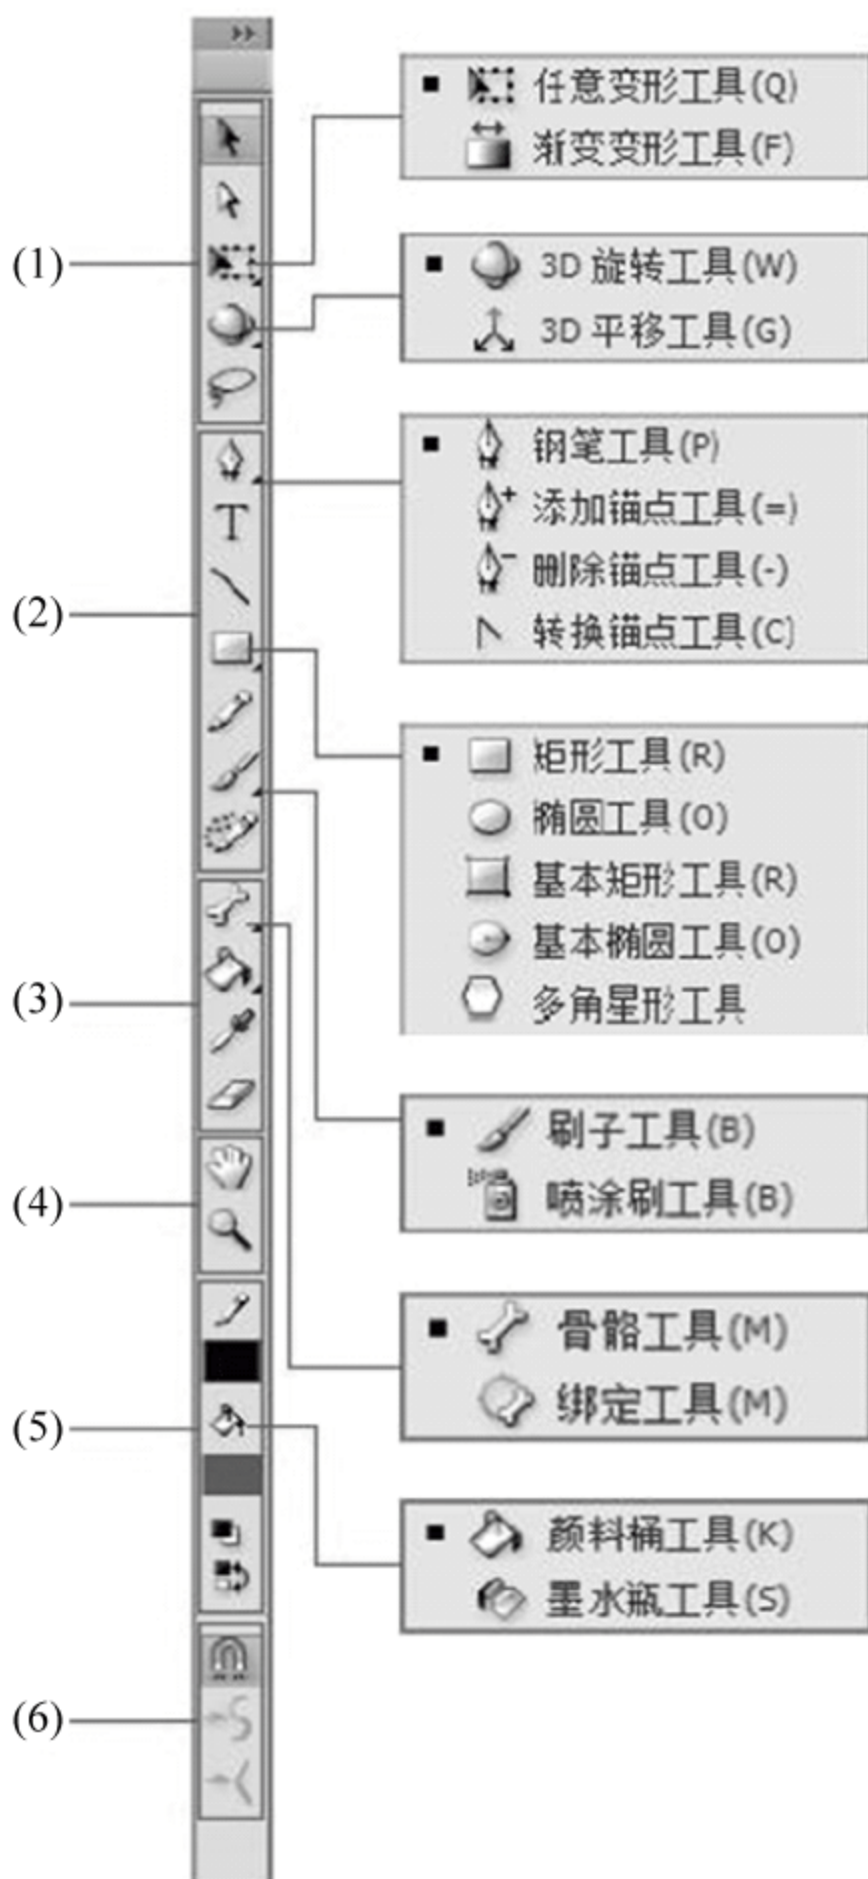 任意变形工具(Q)
渐变变形工具(F)
(1)
3D 旋转工具(W)
3D 平移工具(G)
钢笔工具(P)
T
添加锚点工具(=)
删除锚点工具(-)
(2)
转换锚点工具(C)
矩形工具(R)
椭圆工具(O)
基本矩形工具(R)
基本椭圆工具(O)
(3)
多角星形工具
刷子工具(B)
喷涂刷工具(B)
(4)
骨骼工具(M)
绑定工具(M)
(5)
颜料桶工具(K)
墨水瓶工具(S)
(6)